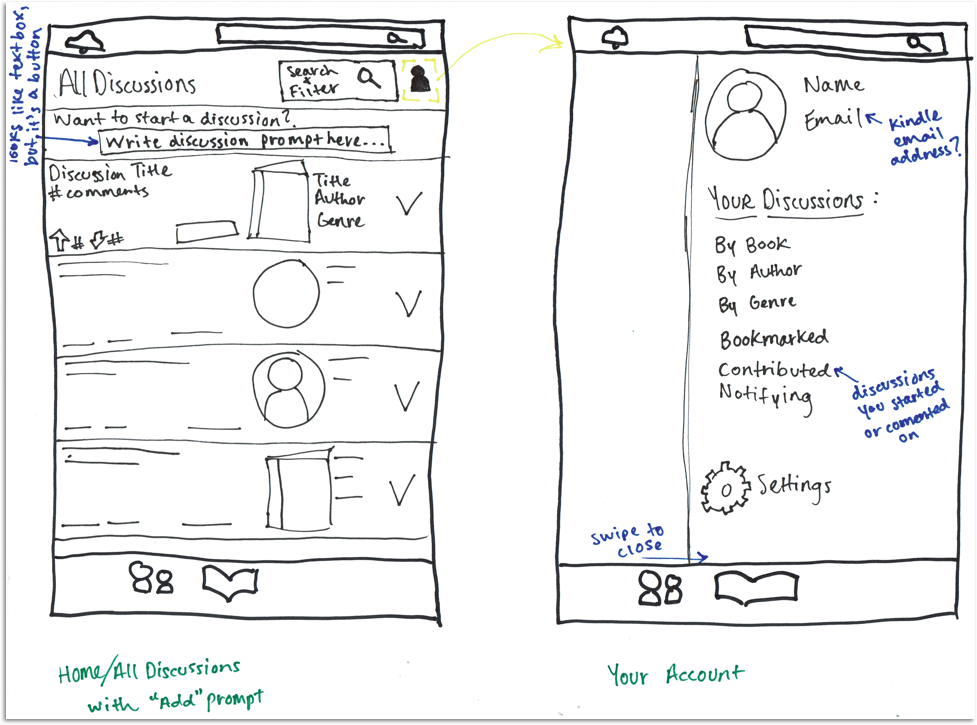 looks like text box,
but, it's a button
All Discussions
Search
+
Filter
Want to start a discussion?
Write discussion prompt here...
Discussion Title
# comments
# #
Title
Author
Genre
Home/All Discussions
with "Add" prompt
Name
Email
kindle
email
address?
Your Discussions:
By Book
By Author
By Genre
Bookmarked
Contributed
Notifying
discussions
you started
or comented
on
Settings
swipe to
close
Your Account